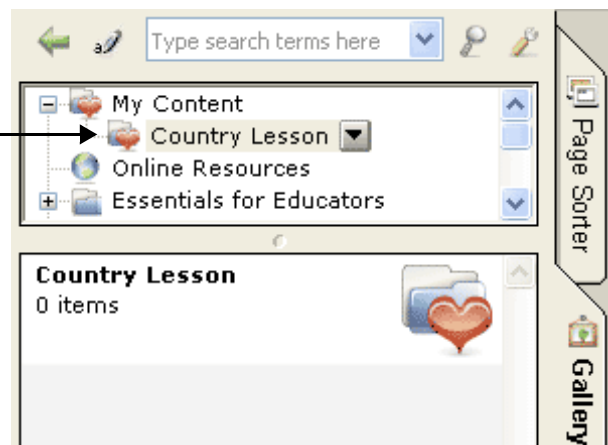 Type search terms here
My Content
Country Lesson
Online Resources
Essentials for Educators
Country Lesson
0 items
Page Sorter
Gallery